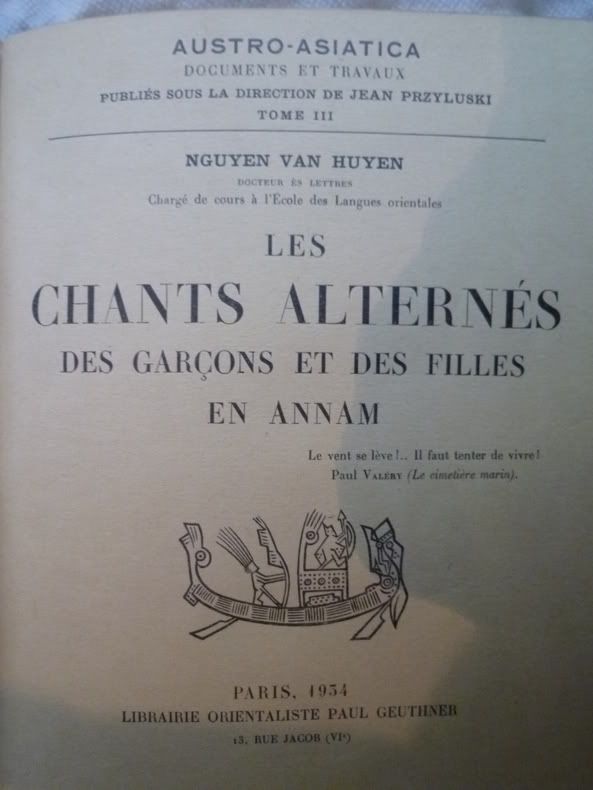 AUSTRO-ASIATICA
DOCUMENTS ET TRAVAUX
PUBLIÉS SOUS LA DIRECTION DE JEAN PRZYLUSKI
TOME III
NGUYEN VAN HUYEN
DOCTEUR ÈS LETTRES
Chargé de cours à l'École des Langues orientales
LES
CHANTS ALTERNÉS
DES GARÇONS ET DES FILLES
EN ANNAM
Le vent se lève!.. Il faut tenter de vivre!
Paul VALÉRY (Le cimetière marin).
PARIS, 1934
LIBRAIRIE ORIENTALISTE PAUL GEUTHNER
13, RUE JACOB (VIe)